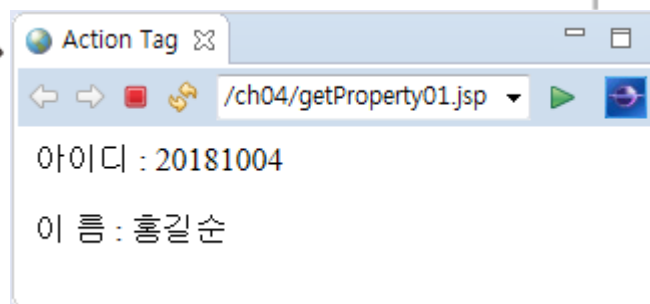 Action Tag
/ch04/getProperty01.jsp
아이디 : 20181004
이 름 : 홍길순